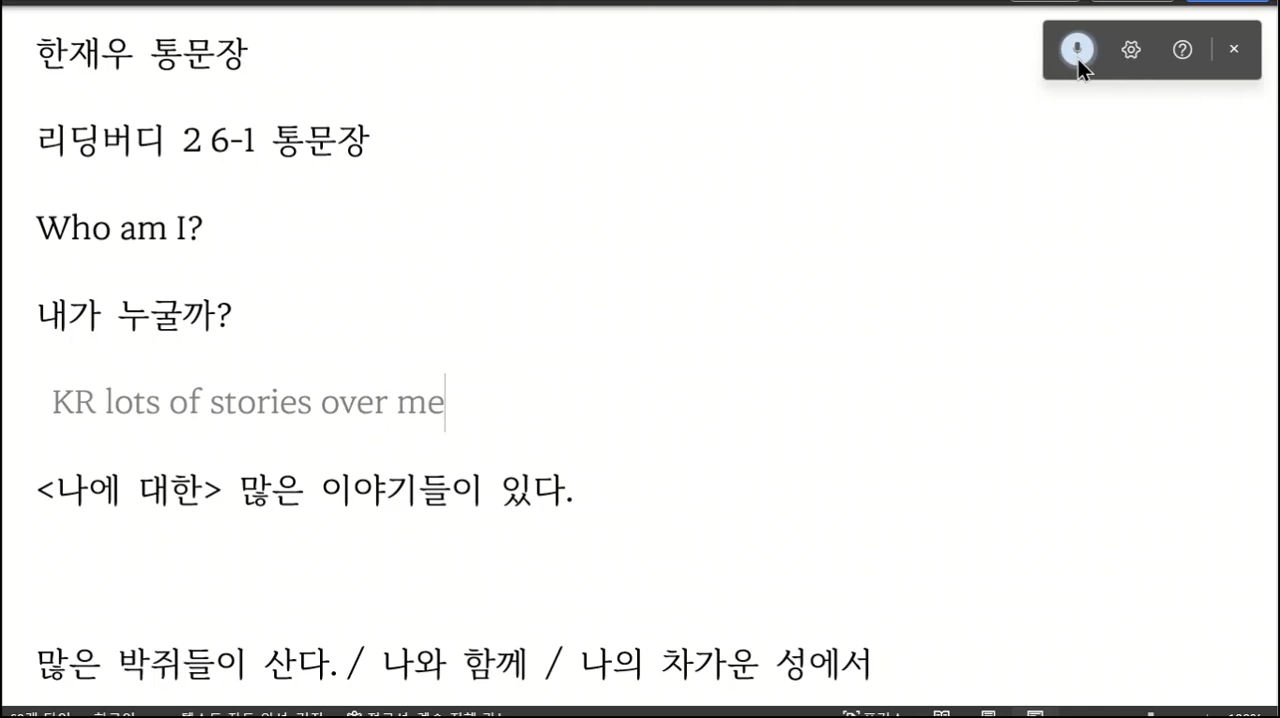 한재우 통문장
리딩버디 2 6-1 통문장
Who am I?
내가 누굴까?
KR lots of stories over me
<나에 대한> 많은 이야기들이 있다.
많은 박쥐들이 산다. / 나와 함께 / 나의 차가운 성에서